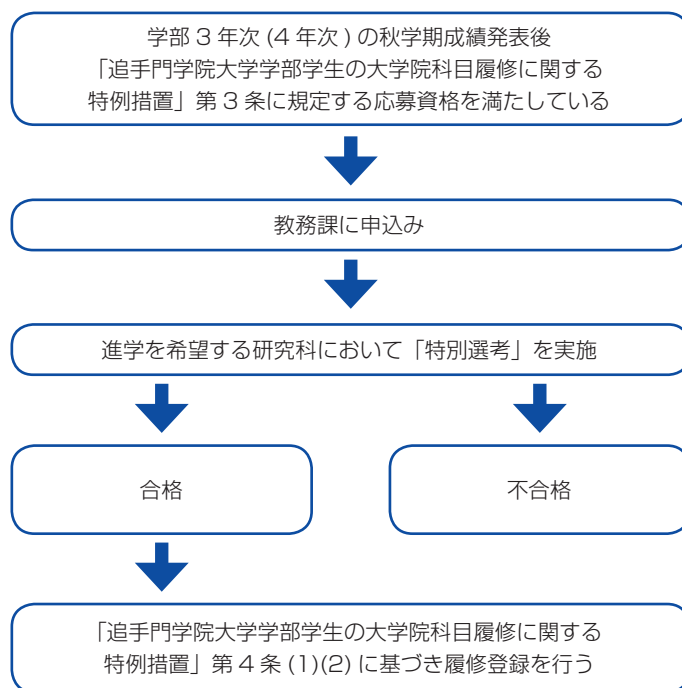 学部 3 年次 (4 年次 ) の秋学期成績発表後
「追手門学院大学学部学生の大学院科目履修に関する
特例措置」第 3 条に規定する応募資格を満たしている
教務課に申込み
進学を希望する研究科において「特別選考」を実施
合格
不合格
「追手門学院大学学部学生の大学院科目履修に関する
特例措置」第 4 条 (1)(2) に基づき履修登録を行う